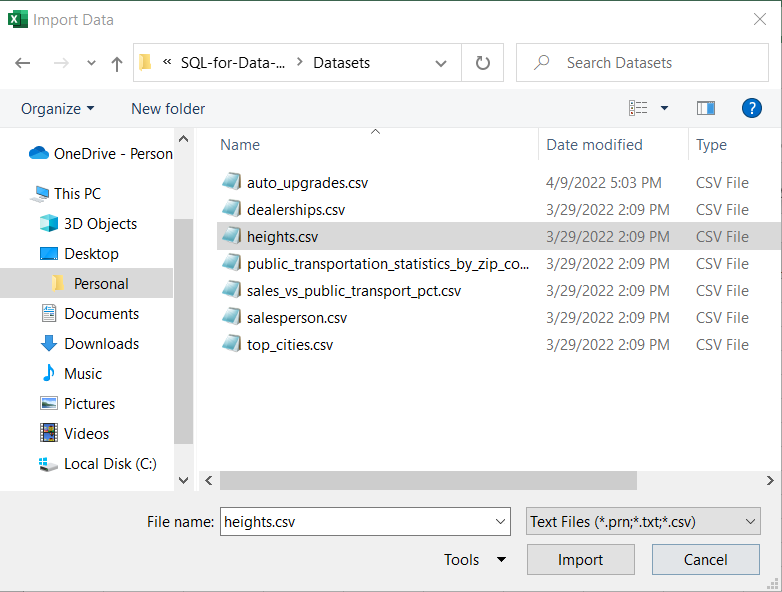 Import Data
« SQL-for-Data-... > Datasets
Search Datasets
Organize
New folder
?
Name
Date modified
Type
OneDrive - Person
This PC
3D Objects
Desktop
Personal
Documents
Downloads
Music
Pictures
Videos
Local Disk (C:)
auto_upgrades.csv 4/9/2022 5:03 PM CSV File
dealerships.csv 3/29/2022 2:09 PM CSV File
heights.csv 3/29/2022 2:09 PM CSV File
public_transportation_statistics_by_zip_co... 3/29/2022 2:09 PM CSV File
sales_vs_public_transport_pct.csv 3/29/2022 2:09 PM CSV File
salesperson.csv 3/29/2022 2:09 PM CSV File
top_cities.csv 3/29/2022 2:09 PM CSV File
File name: heights.csv
Text Files (*.prn;*.txt;*.csv)
Tools
Import
Cancel